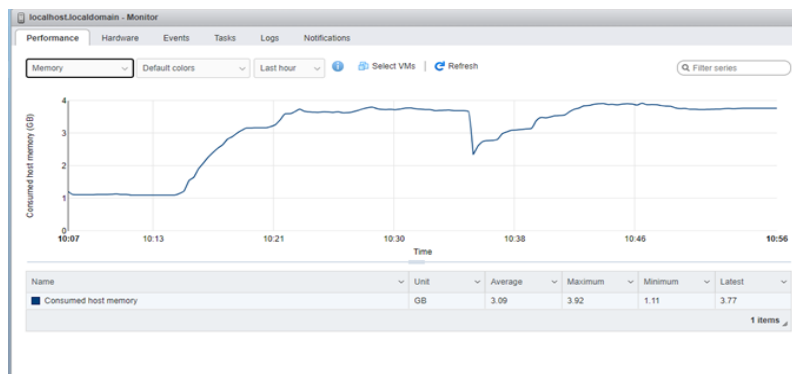 localhost.localdomain - Monitor
Performance Hardware Events Tasks Logs Notifications
Memory Default colors Last hour Select VMs Refresh Filter series
Consumed host memory (GB)
4
3
2
1
0
10:07 10:13 10:21 10:30 10:38 10:46 10:56
Time
Name Unit Average Maximum Minimum Latest
Consumed host memory GB 3.09 3.92 1.11 3.77
1 items